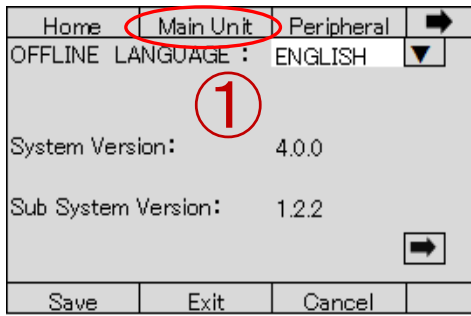 Home Main Unit Peripheral ➡
OFFLINE LANGUAGE : ENGLISH ▼
①
System Version: 4.0.0
Sub System Version: 1.2.2
➡
Save Exit Cancel